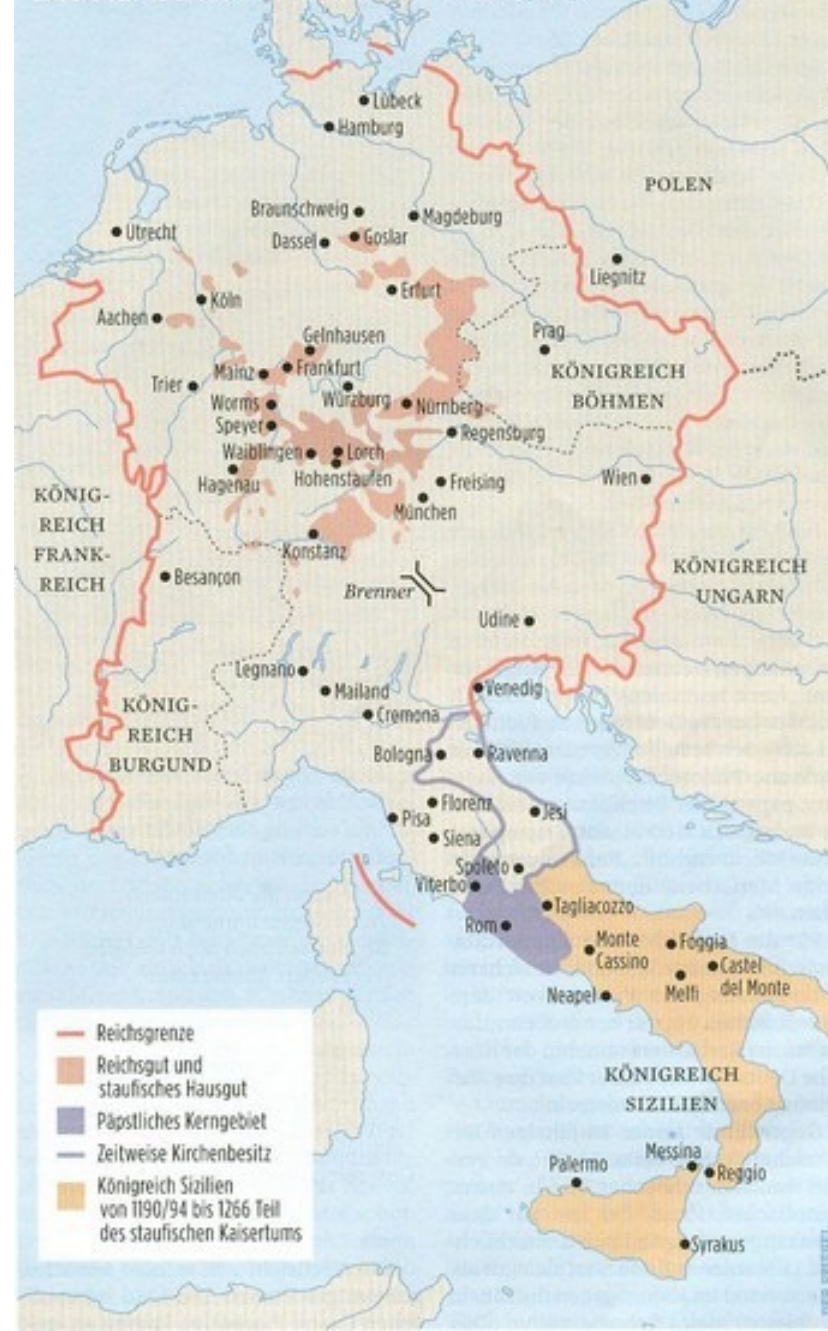 Lübeck
Hamburg
POLEN
Braunschweig
Magdeburg
Utrecht
Dassel
Goslar
Liegnitz
Erfurt
Köln
Aachen
Gelnhausen
Prag
Mainz
Frankfurt
KÖNIGREICH
BÖHMEN
Trier
Würzburg
Worms
Nürnberg
Speyer
Regensburg
Waiblingen
Lorch
Hagenau
Hohenstaufen
Freising
Wien
München
KÖNIG-
REICH
FRANK-
REICH
Konstanz
Besançon
Brenner
KÖNIGREICH
UNGARN
Udine
Legnano
Mailand
Venedig
Cremona
KÖNIG-
REICH
BURGUND
Bologna
Ravenna
Florenz
Pisa
Jesi
Siena
Spoleto
Viterbo
Tagliacozzo
Rom
Monte
Cassino
Foggia
Castel
del Monte
Melfi
Neapel
KÖNIGREICH
SIZILIEN
Messina
Palermo
Reggio
Syrakus
Reichsgrenze
Reichsgut und
staufisches Hausgut
Päpstliches Kerngebiet
Zeitweise Kirchenbesitz
Königreich Sizilien
von 1190/94 bis 1266 Teil
des staufischen Kaisertums